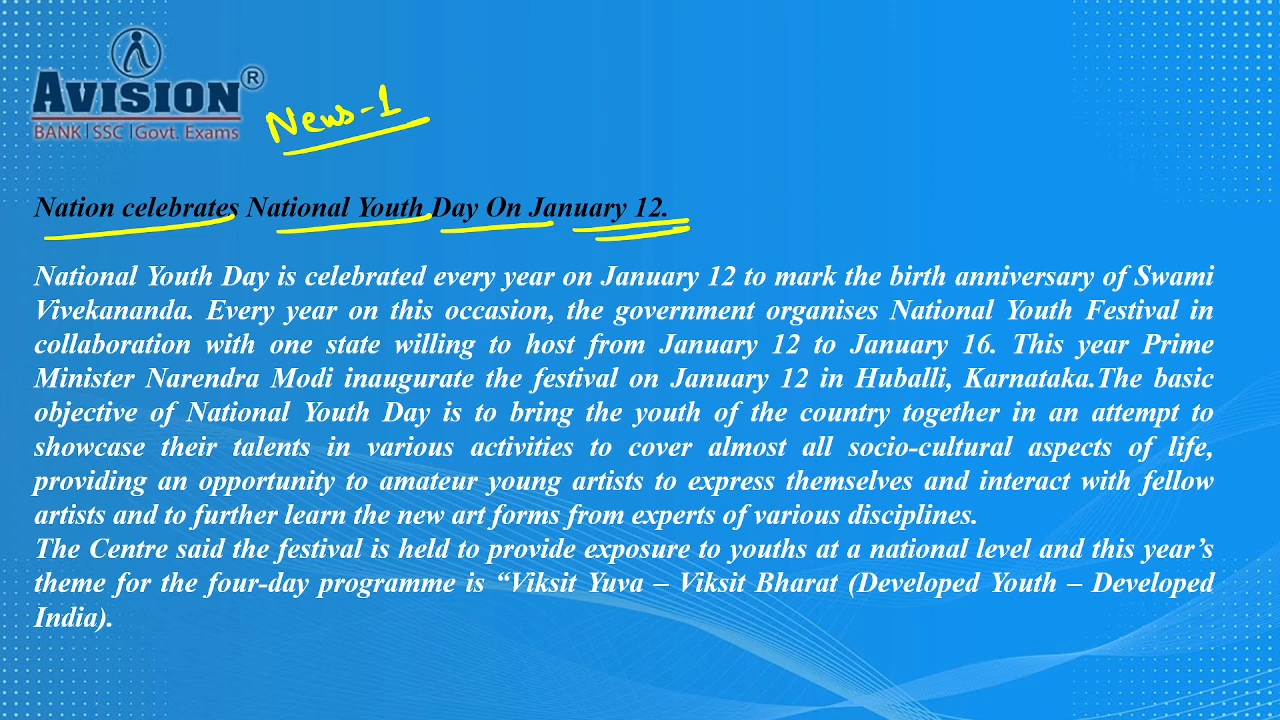 AVISION®
BANK | SSC | Govt. Exams
News-1
Nation celebrates National Youth Day On January 12.
National Youth Day is celebrated every year on January 12 to mark the birth anniversary of Swami
Vivekananda. Every year on this occasion, the government organises National Youth Festival in
collaboration with one state willing to host from January 12 to January 16. This year Prime
Minister Narendra Modi inaugurate the festival on January 12 in Huballi, Karnataka.The basic
objective of National Youth Day is to bring the youth of the country together in an attempt to
showcase their talents in various activities to cover almost all socio-cultural aspects of life,
providing an opportunity to amateur young artists to express themselves and interact with fellow
artists and to further learn the new art forms from experts of various disciplines.
The Centre said the festival is held to provide exposure to youths at a national level and this year’s
theme for the four-day programme is “Viksit Yuva – Viksit Bharat (Developed Youth – Developed
India).